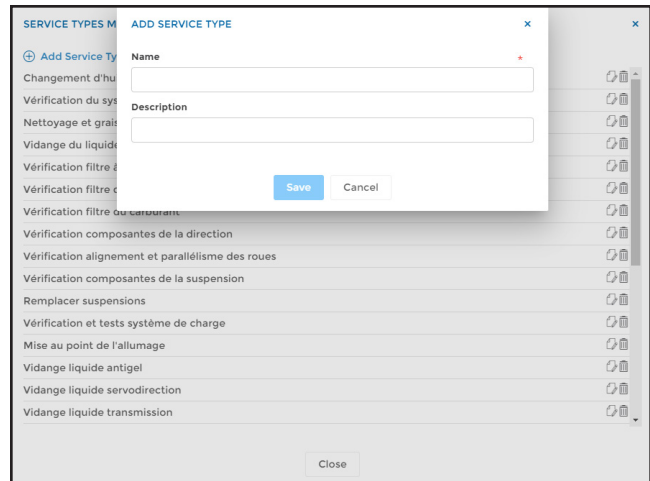 SERVICE TYPES M
×
ADD SERVICE TYPE
×
Name *
Description
Save Cancel
Add Service Ty
Changement d'hu
Vérification du sys
Nettoyage et grais
Vidange du liquide
Vérification filtre
Vérification filtre
Vérification filtre du carburant
Vérification composantes de la direction
Vérification alignement et parallélisme des roues
Vérification composantes de la suspension
Remplacer suspensions
Vérification et tests système de charge
Mise au point de l'allumage
Vidange liquide antigel
Vidange liquide servodirection
Vidange liquide transmission
Close